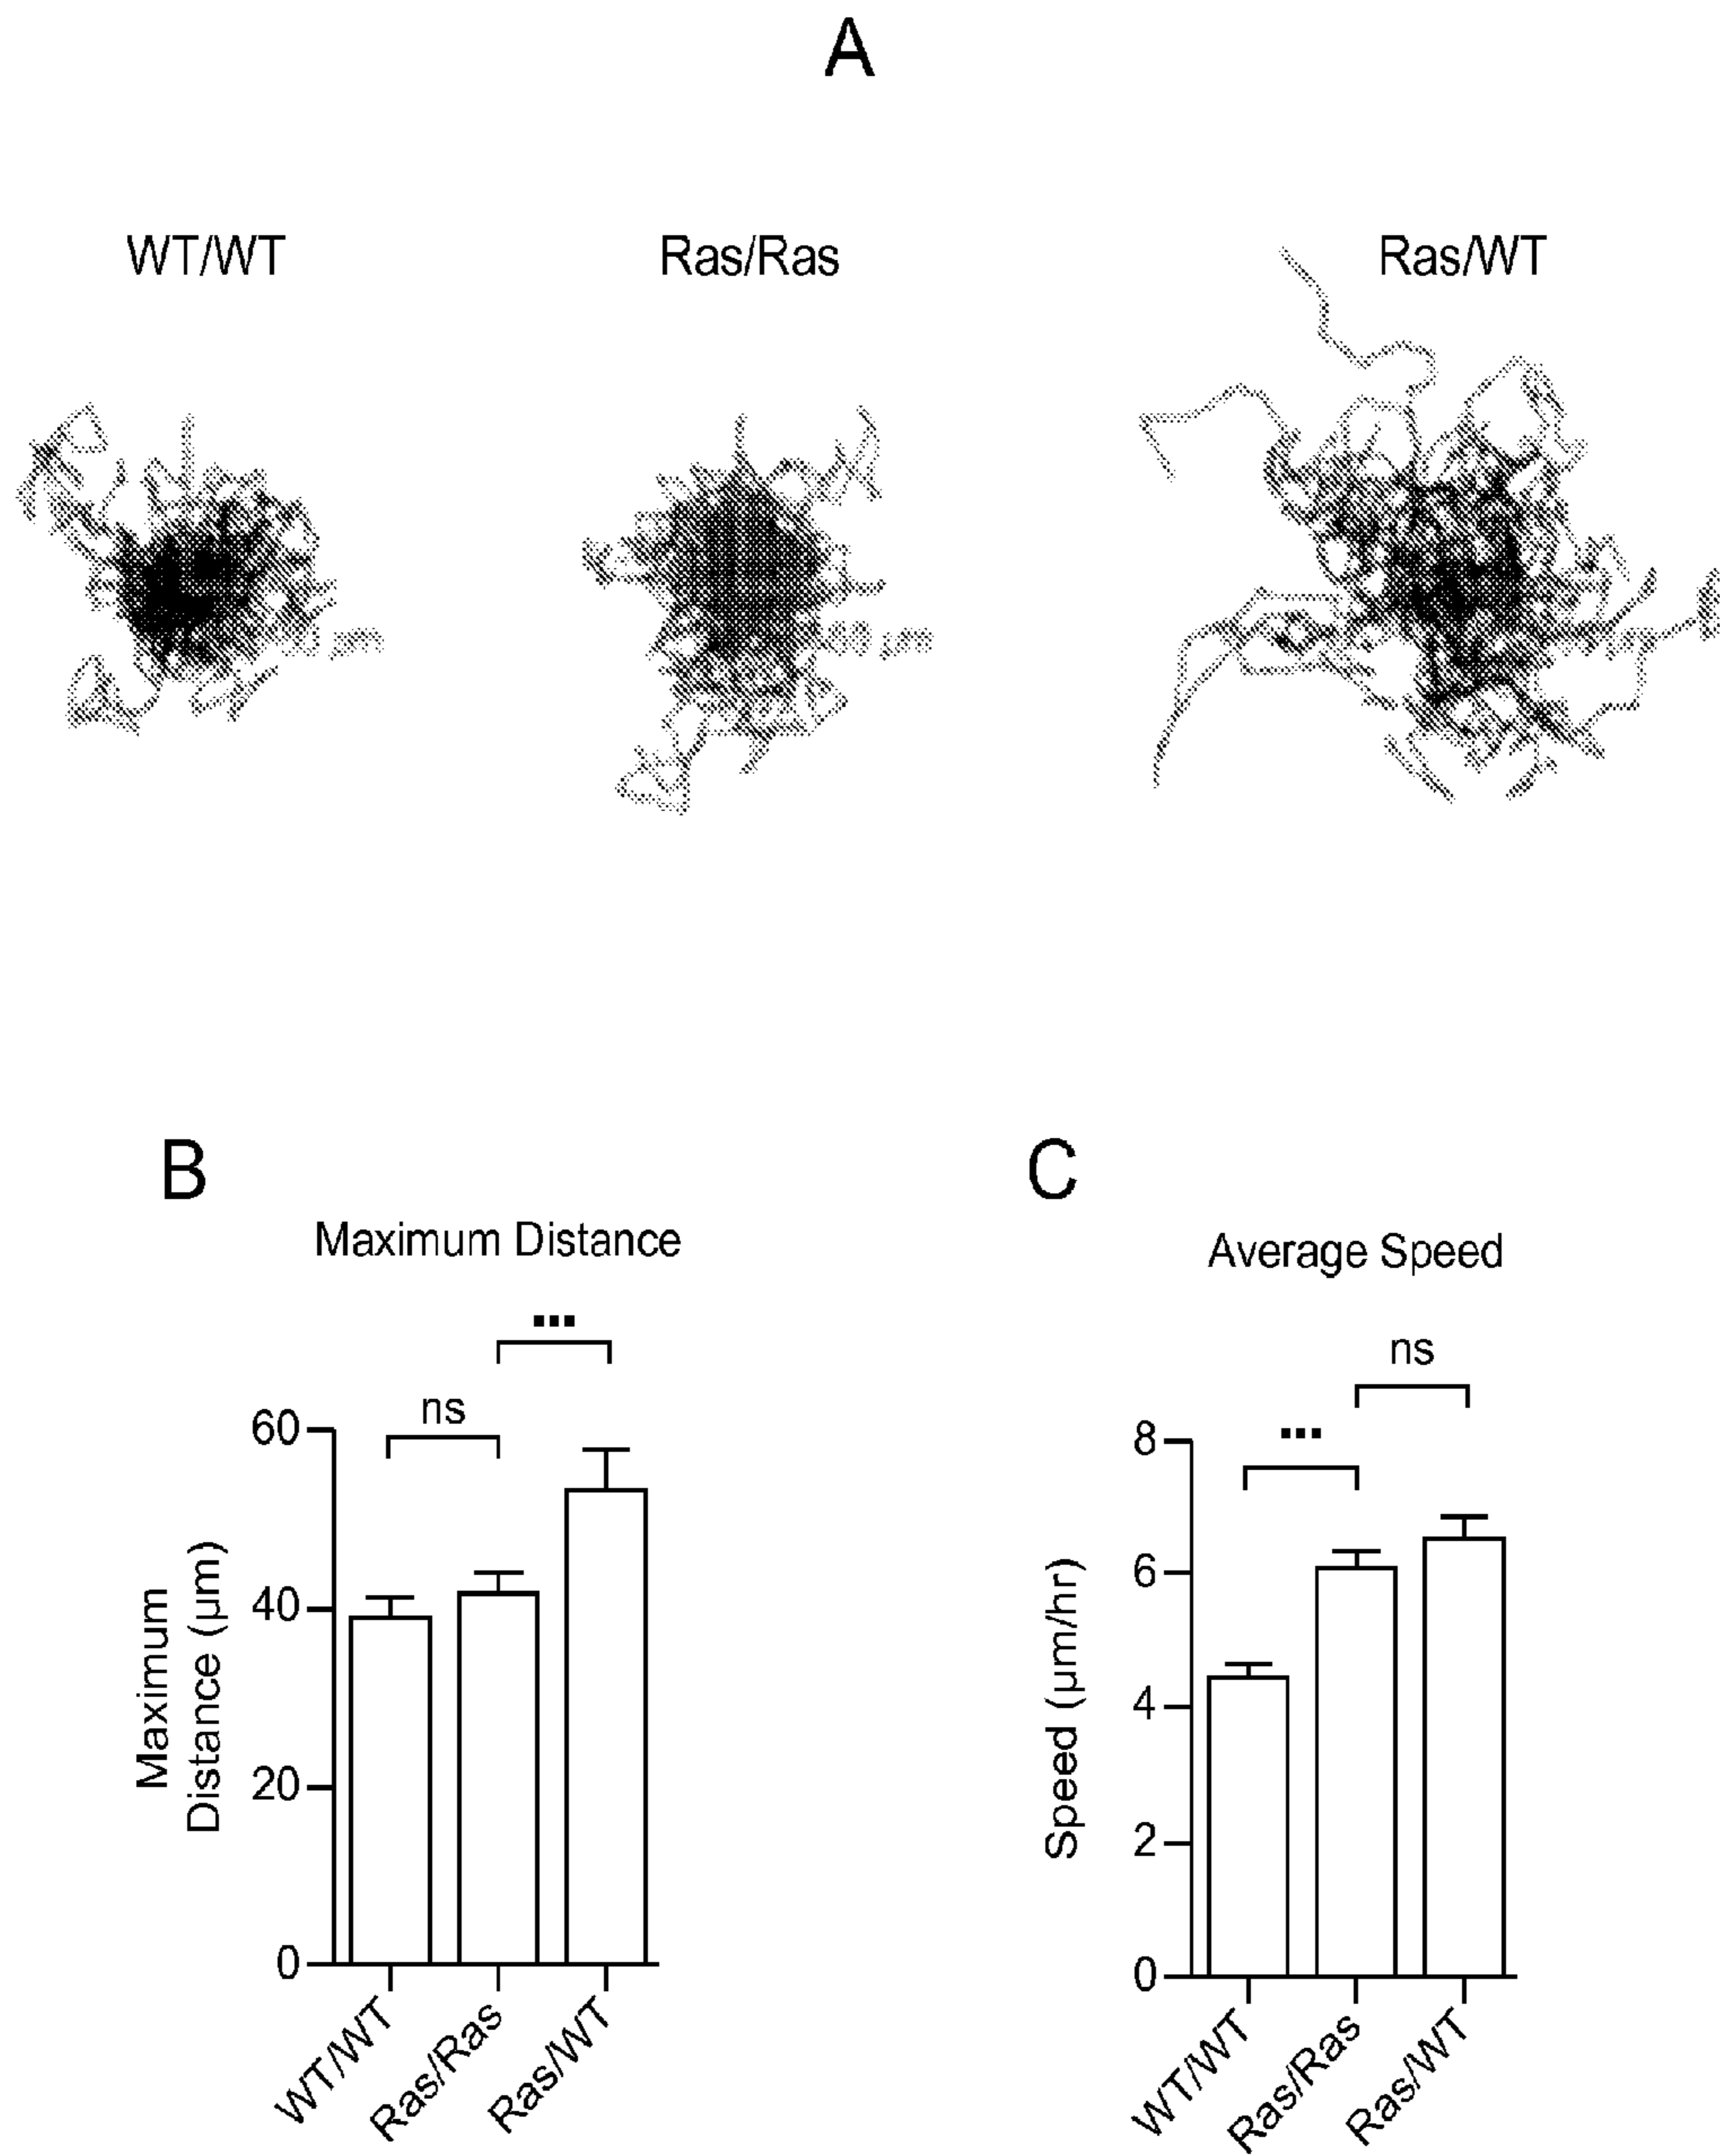 A
WT/WT
Ras/Ras
Ras/WT
µm
µm
B
C
Maximum Distance
Average Speed
ns
ns
60
40
20
0
Maximum
Distance (µm)
8
6
4
2
0
Speed (µm/hr)
WT/WT
Ras/Ras
Ras/WT
WT/WT
Ras/Ras
Ras/WT